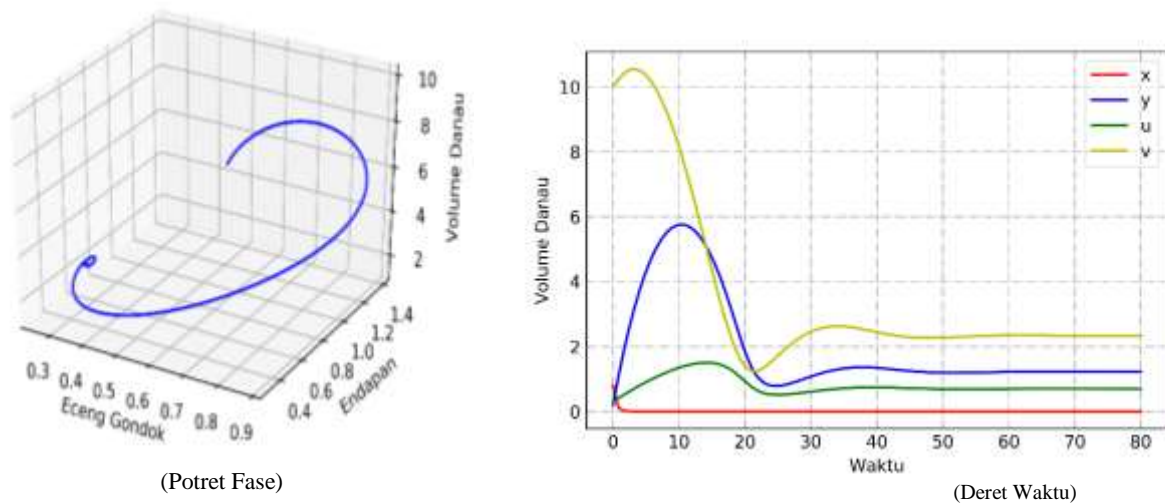 10
8
6
4
2
Volume Danau
1.4
1.2
1.0
0.8
0.6
0.4
Endapan
0.3 0.4 0.5 0.6 0.7 0.8 0.9
Eceng Gondok
(Potret Fase)
x
y
u
v
10
8
6
4
2
0
Volume Danau
0 10 20 30 40 50 60 70 80
Waktu
(Deret Waktu)